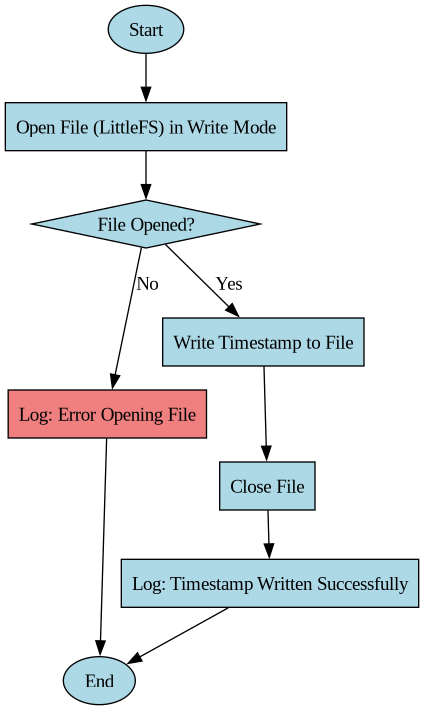 Start
Open File (LittleFS) in Write Mode
File Opened?
No
Yes
Write Timestamp to File
Log: Error Opening File
Close File
Log: Timestamp Written Successfully
End